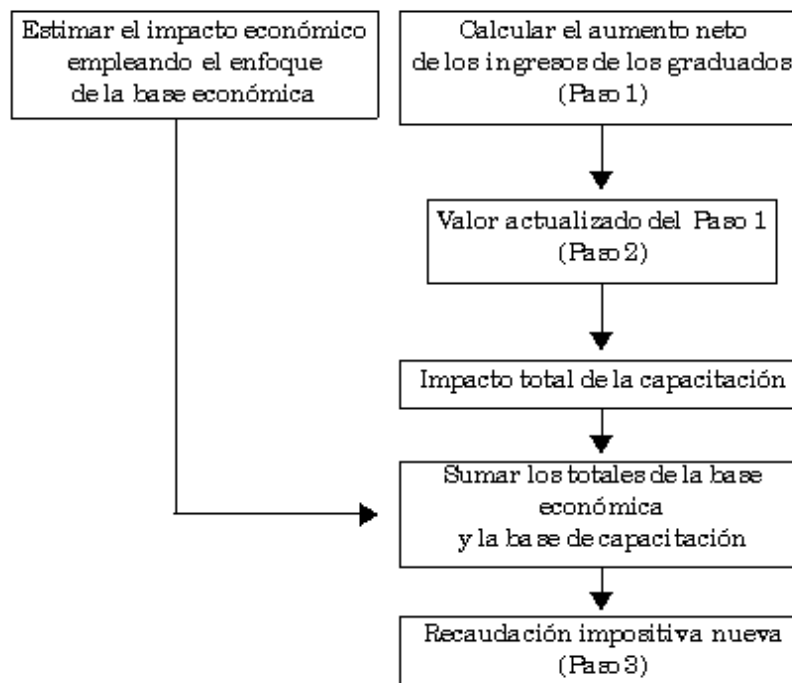 Estimar el impacto económico
empleando el enfoque
de la base económica
Calcular el aumento neto
de los ingresos de los graduados
(Paso 1)
Valor actualizado del Paso 1
(Paso 2)
Impacto total de la capacitación
Sumar los totales de la base
económica
y la base de capacitación
Recaudación impositiva nueva
(Paso 3)